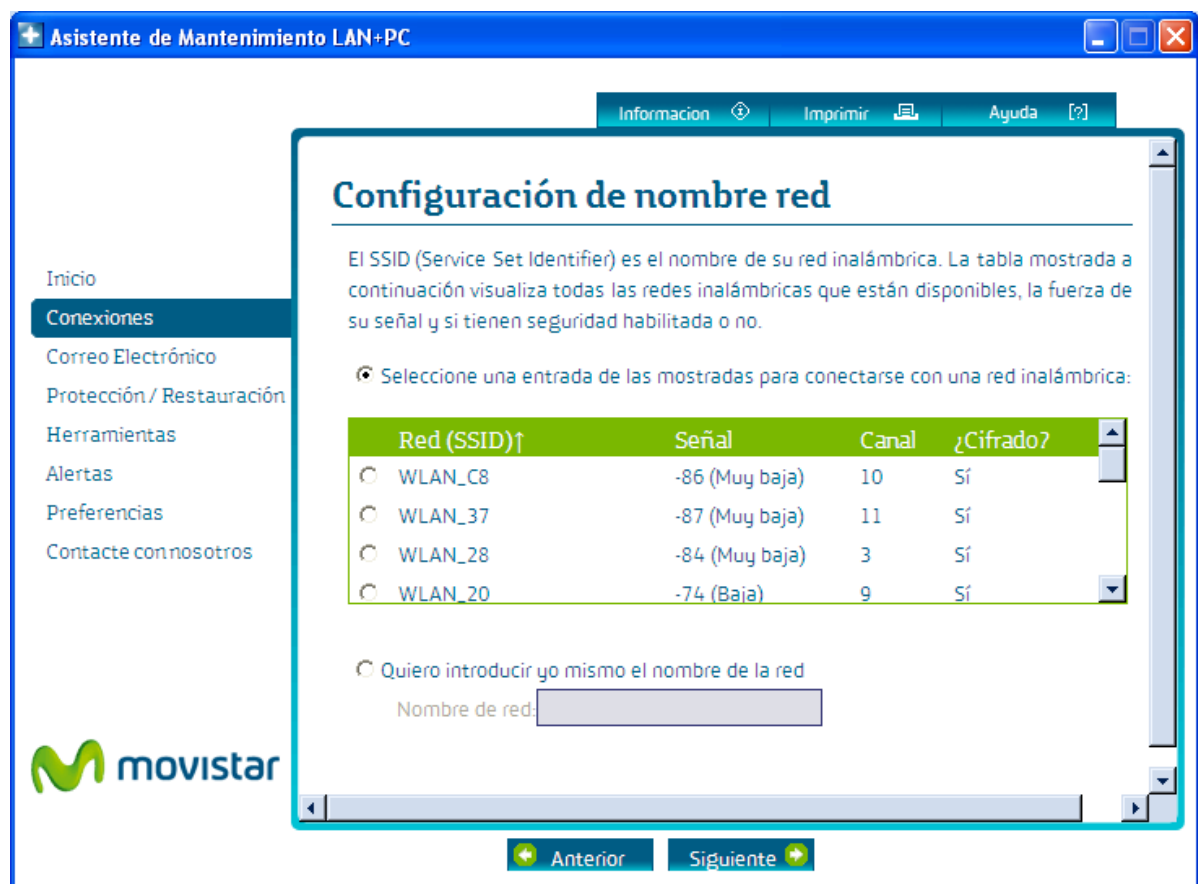 Asistente de Mantenimiento LAN+PC
Informacion Imprimir Ayuda [?]
Configuración de nombre red
El SSID (Service Set Identifier) es el nombre de su red inalámbrica. La tabla mostrada a
continuación visualiza todas las redes inalámbricas que están disponibles, la fuerza de
su señal y si tienen seguridad habilitada o no.
Inicio
Conexiones
Correo Electrónico
Protección / Restauración
Herramientas
Alertas
Preferencias
Contacte con nosotros
Seleccione una entrada de las mostradas para conectarse con una red inalámbrica:
Red (SSID)↑ Señal Canal ¿Cifrado?
WLAN_C8 -86 (Muy baja) 10 Sí
WLAN_37 -87 (Muy baja) 11 Sí
WLAN_28 -84 (Muy baja) 3 Sí
WLAN_20 -74 (Baja) 9 Sí
Quiero introducir yo mismo el nombre de la red
Nombre de red:
movistar
Anterior Siguiente